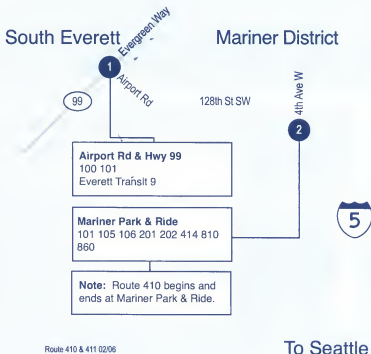 South Everett
Mariner District
Evergreen Way
1
Airport Rd
99
128th St SW
4th Ave W
2
Airport Rd & Hwy 99
100 101
Everett Transit 9
Mariner Park & Ride
101 105 106 201 202 414 810
860
5
Note: Route 410 begins and
ends at Mariner Park & Ride.
Route 410 & 411 02/06
To Seattle